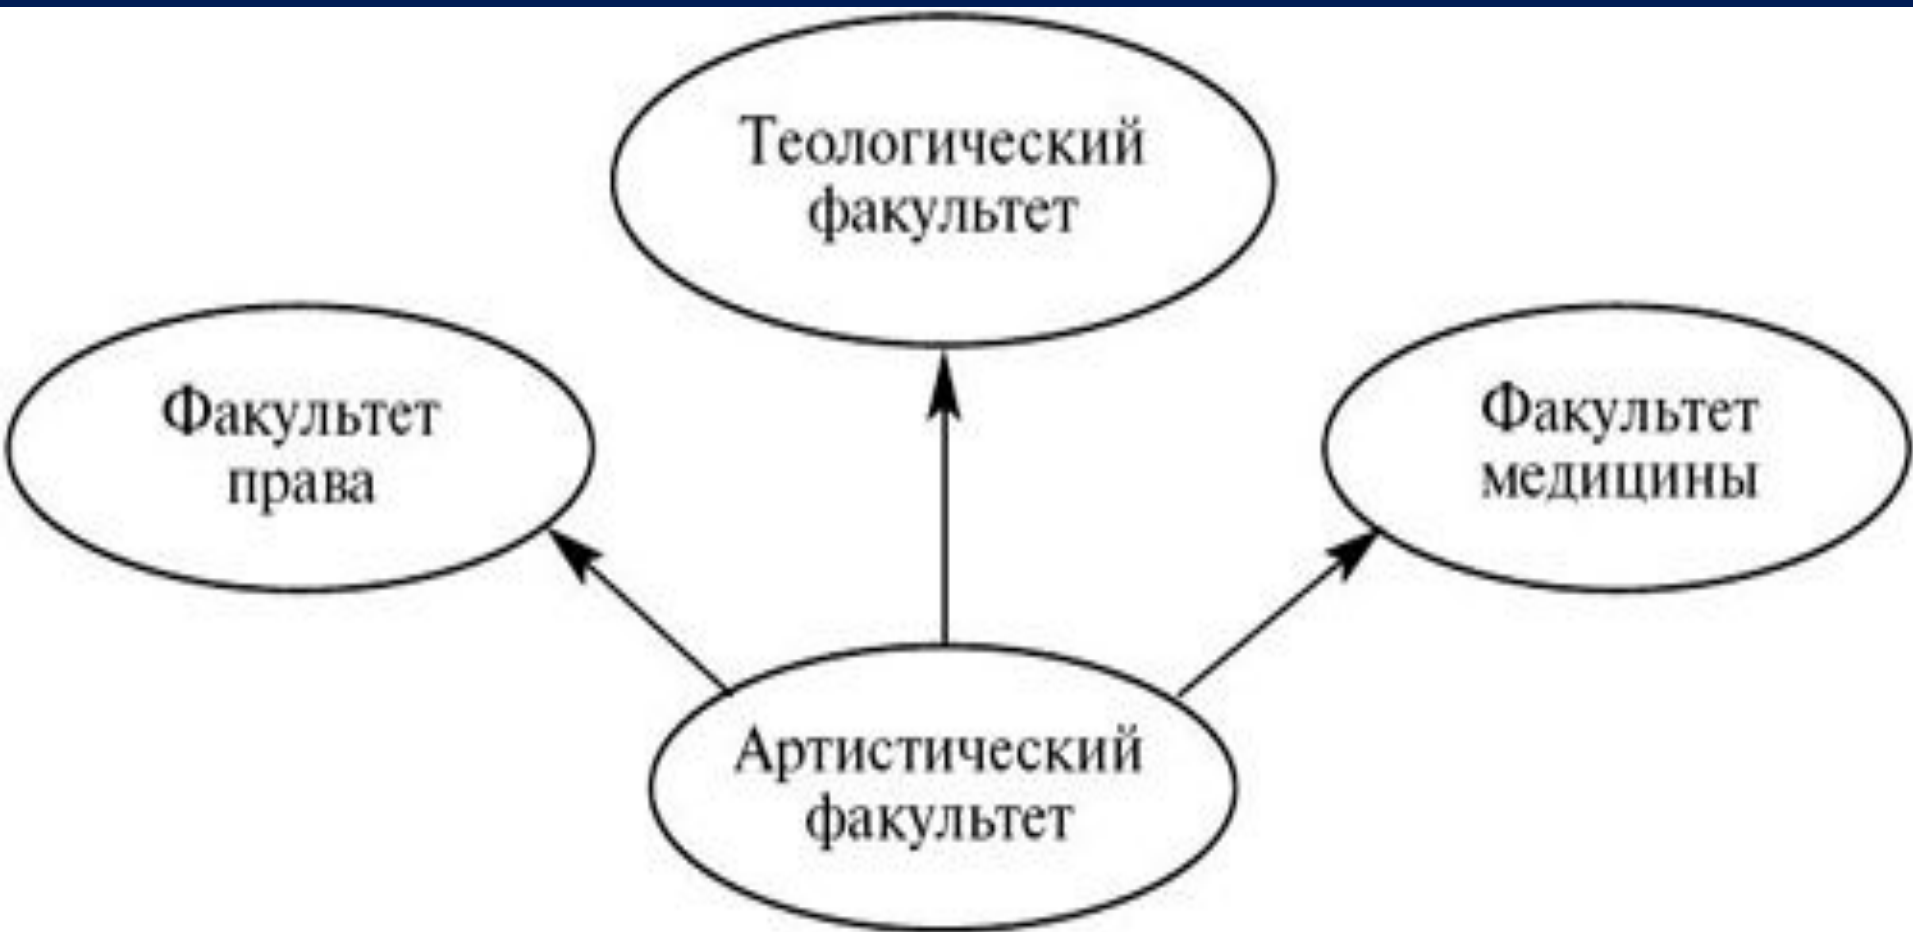 Теологический
факультет
Факультет
права
Факультет
медицины
Артистический
факультет